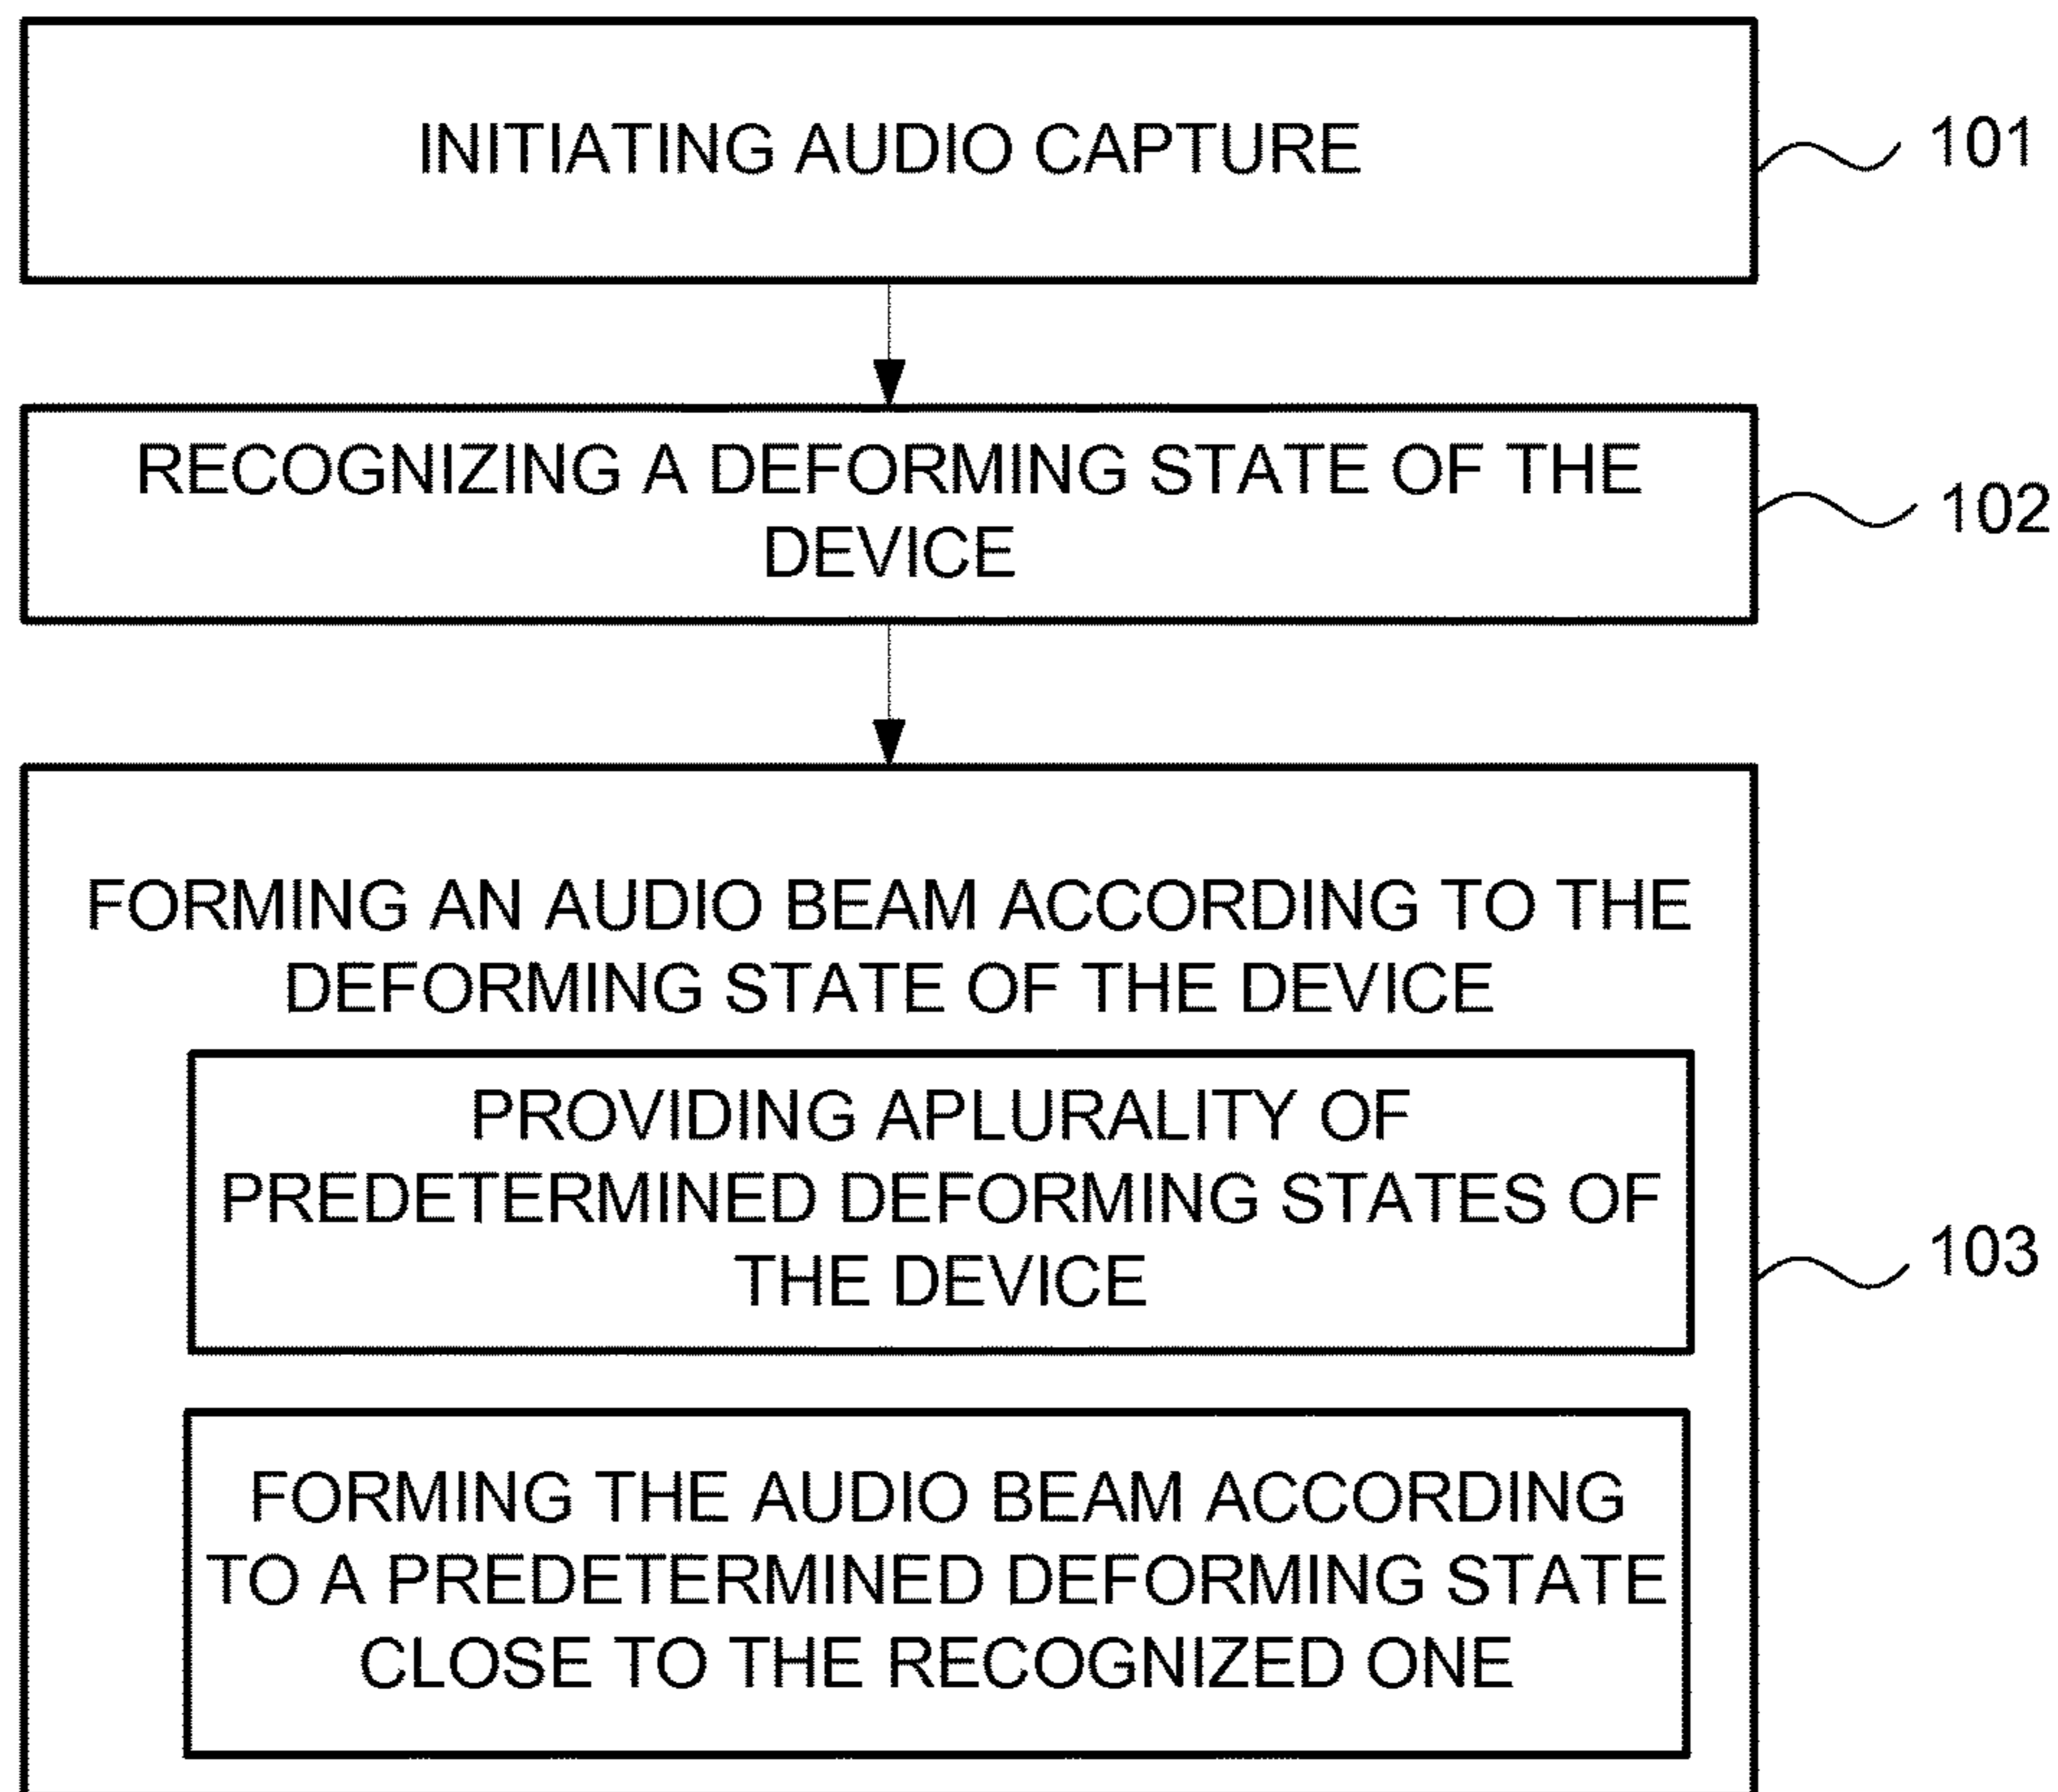 INITIATING AUDIO CAPTURE
101
RECOGNIZING A DEFORMING STATE OF THE
DEVICE
102
FORMING AN AUDIO BEAM ACCORDING TO THE
DEFORMING STATE OF THE DEVICE
PROVIDING APLURALITY OF
PREDETERMINED DEFORMING STATES OF
THE DEVICE
103
FORMING THE AUDIO BEAM ACCORDING
TO A PREDETERMINED DEFORMING STATE
CLOSE TO THE RECOGNIZED ONE